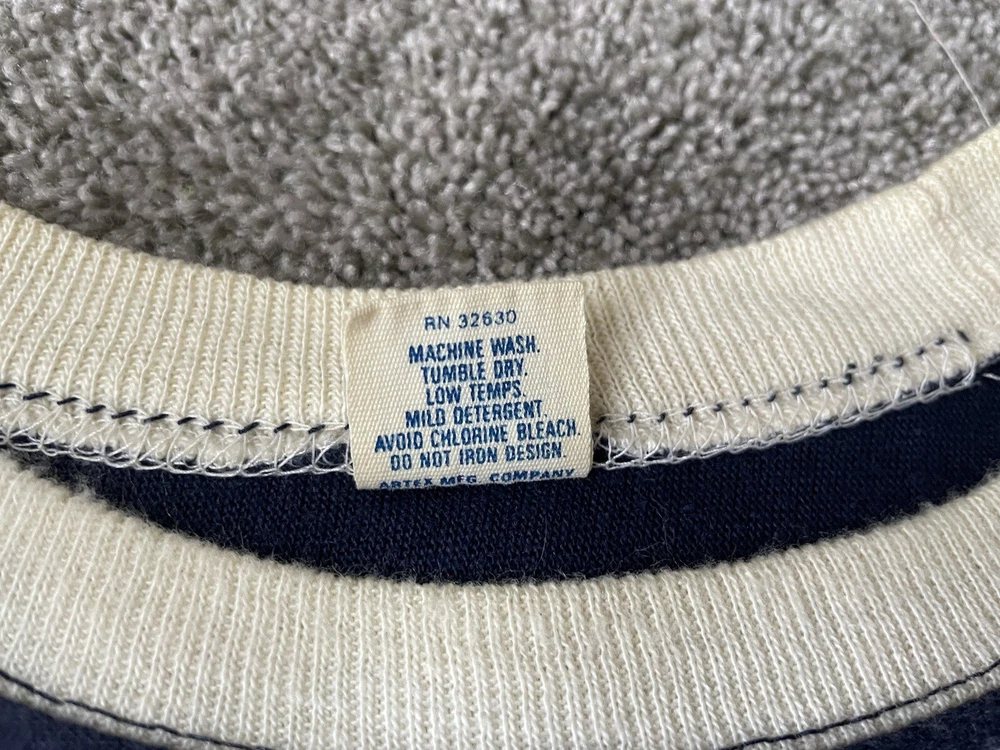 RN 32630
MACHINE WASH.
TUMBLE DRY.
LOW TEMPS.
MILD DETERGENT.
AVOID CHLORINE BLEACH
DO NOT IRON DESIGN.
ARTEX MFG. COMPANY